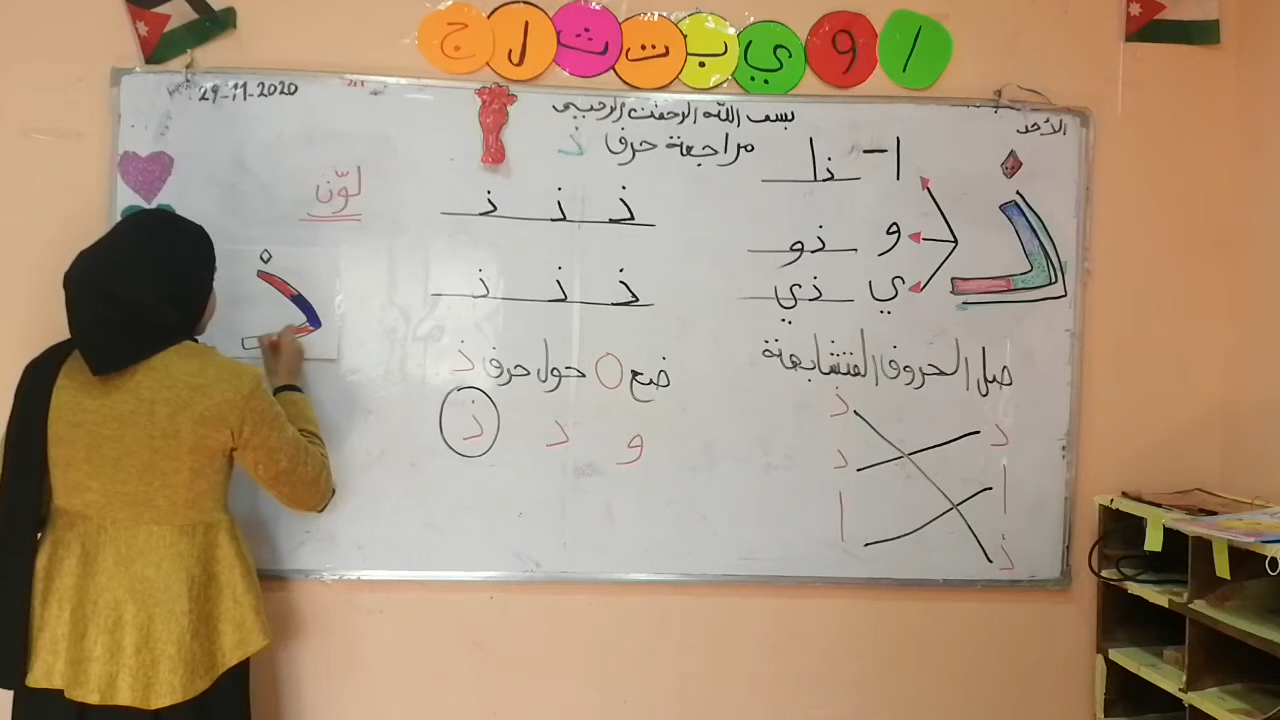 ا و ي ب ت ث ل ج
29-11-2020
الأحد
بسم الله الرحمن الرحيم
مراجعة حرف ذ
ذ
ا - ذا
و ذو
ي ذي
ذ ذ ذ
ذ ذ ذ
لوّن
ذ
صل الحروف المتشابهة
د ذ
ا د
ذ ا
ضع O حول حرف ذ
و د ذ